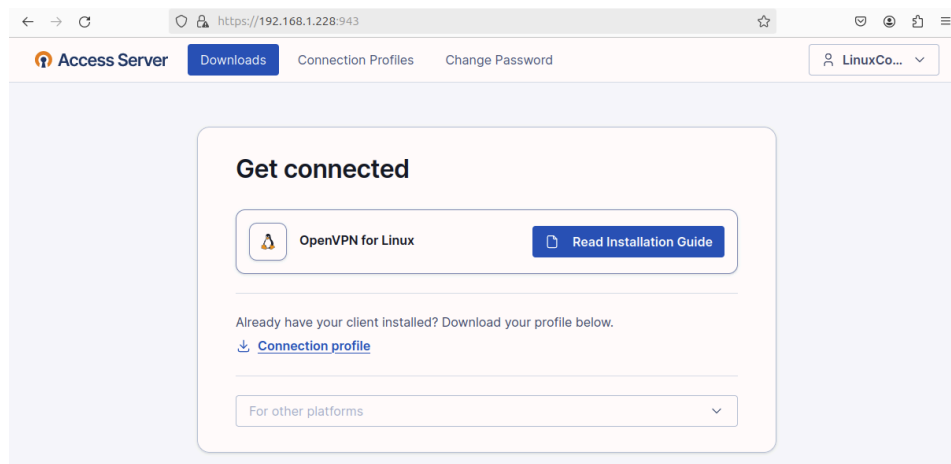 https://192.168.1.228:943
Access Server
Downloads
Connection Profiles
Change Password
LinuxCo...
Get connected
OpenVPN for Linux
Read Installation Guide
Already have your client installed? Download your profile below.
Connection profile
For other platforms